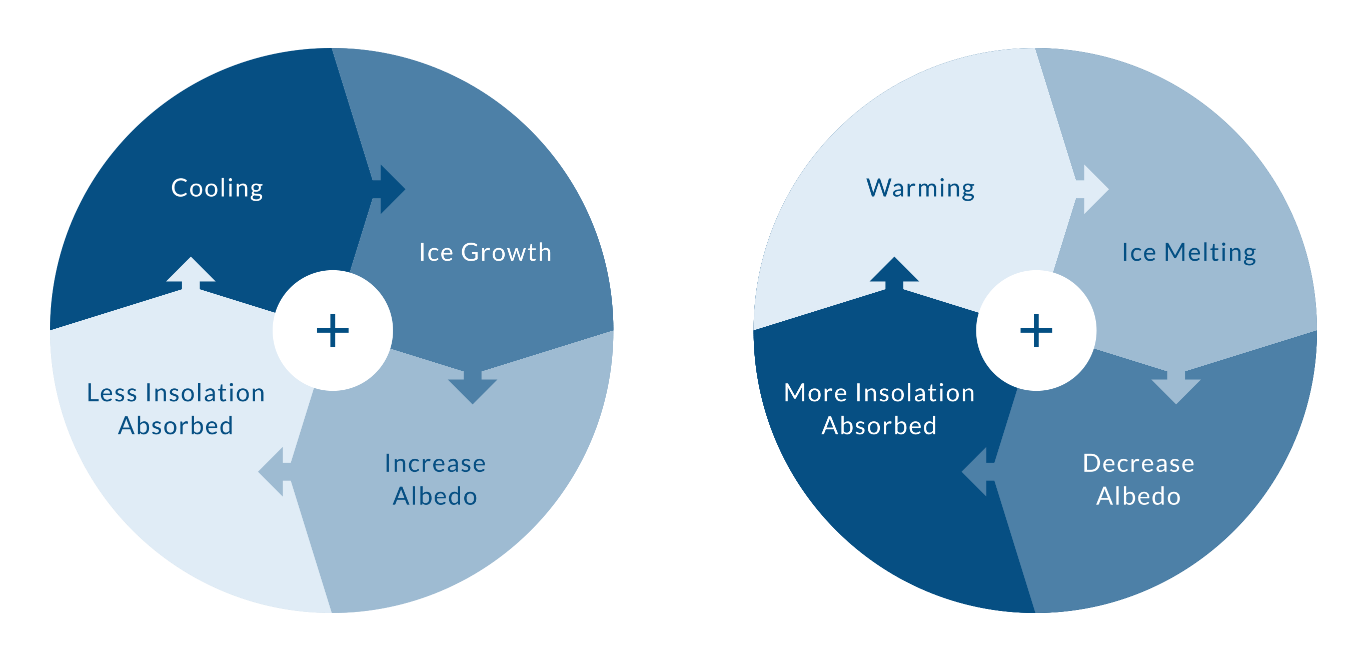 Cooling
Ice Growth
+
Less Insolation
Absorbed
Increase
Albedo
Warming
Ice Melting
+
More Insolation
Absorbed
Decrease
Albedo